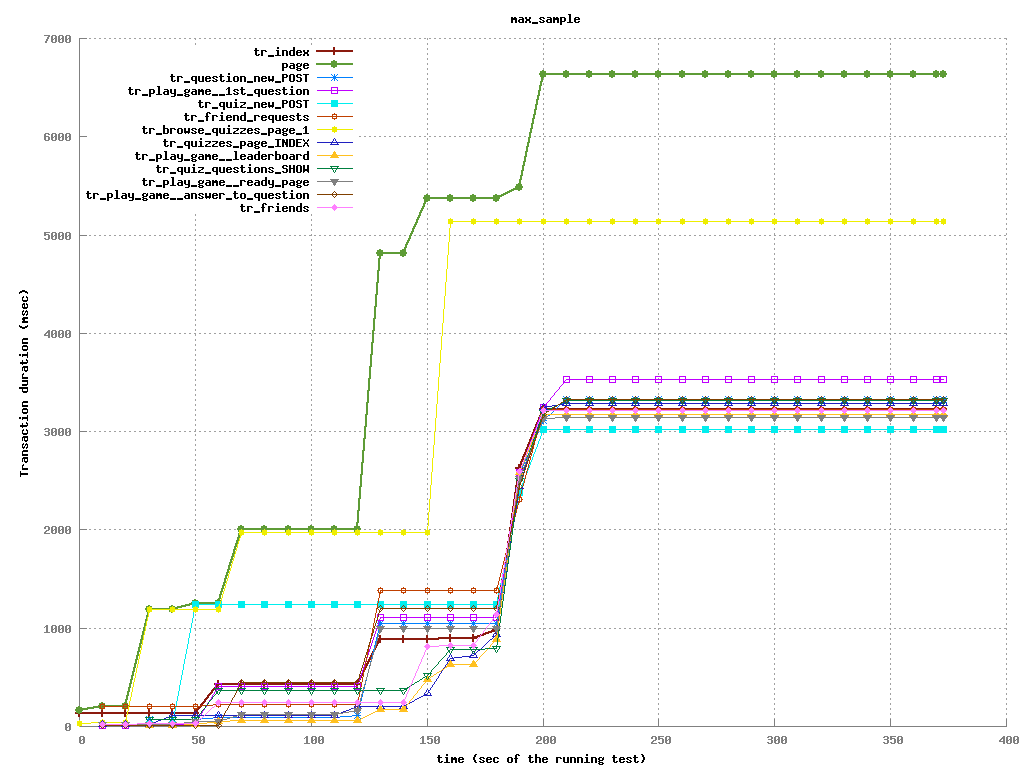 max_sample
7000
6000
5000
4000
3000
2000
1000
0
Transaction duration (msec)
tr_index
page
tr_question_new_POST
tr_play_game__1st_question
tr_quiz_new_POST
tr_friend_requests
tr_browse_quizzes_page_1
tr_quizzes_page_INDEX
tr_play_game__leaderboard
tr_quiz_questions_SHOW
tr_play_game__ready_page
tr_play_game__answer_to_question
tr_friends
0 50 100 150 200 250 300 350 400
time (sec of the running test)